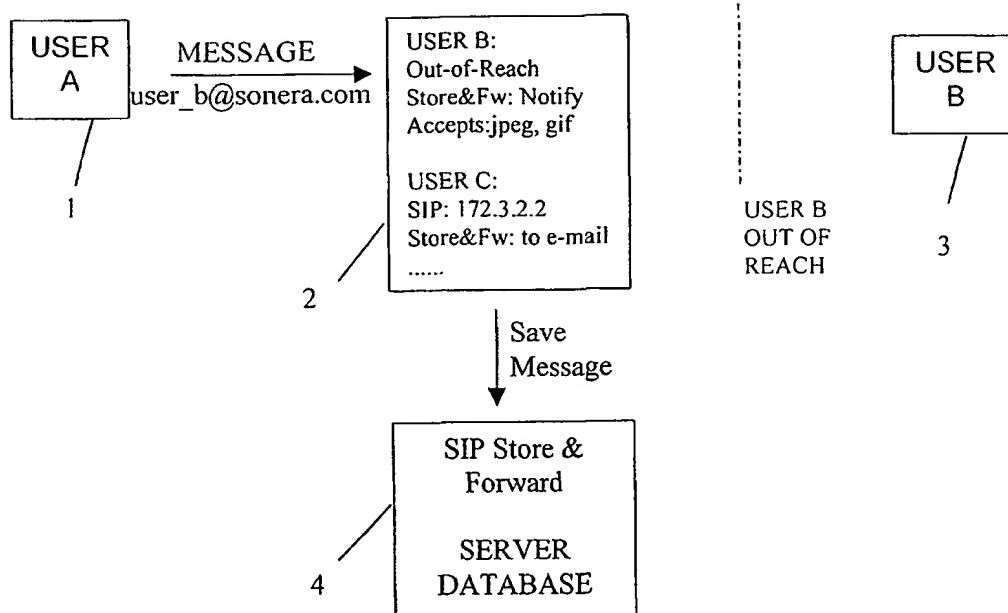 USER
A
MESSAGE
user_b@sonera.com
1
USER B:
Out-of-Reach
Store&Fw: Notify
Accepts:jpeg, gif
USER C:
SIP: 172.3.2.2
Store&Fw: to e-mail
......
2
USER B
OUT OF
REACH
USER
B
3
Save
Message
SIP Store &
Forward
SERVER
DATABASE
4